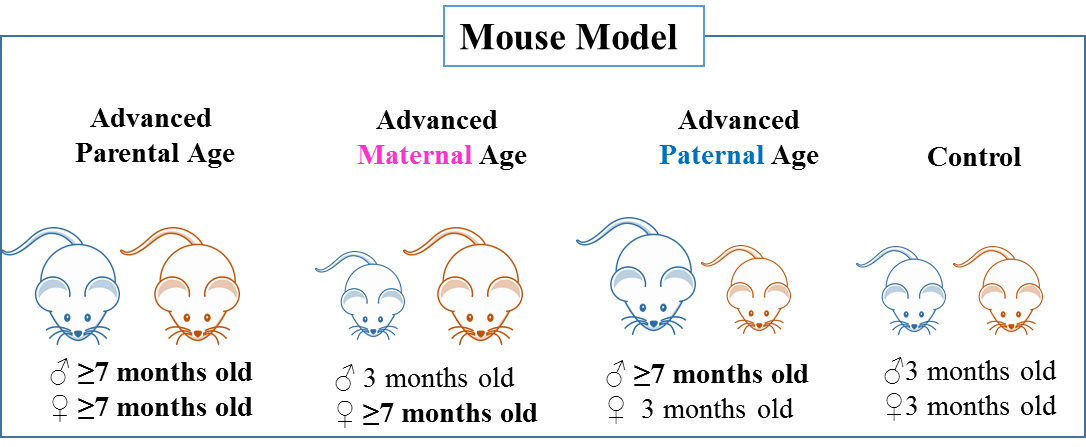 Mouse Model
Advanced
Parental Age
♂ ≥7 months old
♀ ≥7 months old
Advanced
Maternal Age
♂ 3 months old
♀ ≥7 months old
Advanced
Paternal Age
♂ ≥7 months old
♀ 3 months old
Control
♂3 months old
♀3 months old